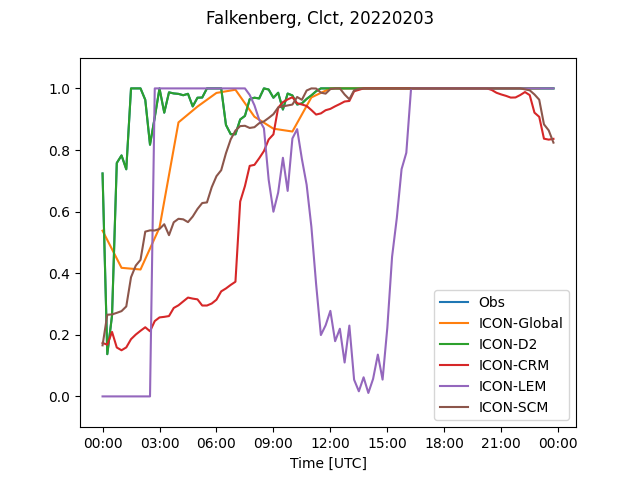 Falkenberg, Clct, 20220203
1.0
0.8
0.6
0.4
0.2
0.0
Obs
ICON-Global
ICON-D2
ICON-CRM
ICON-LEM
ICON-SCM
00:00 03:00 06:00 09:00 12:00 15:00 18:00 21:00 00:00
Time [UTC]